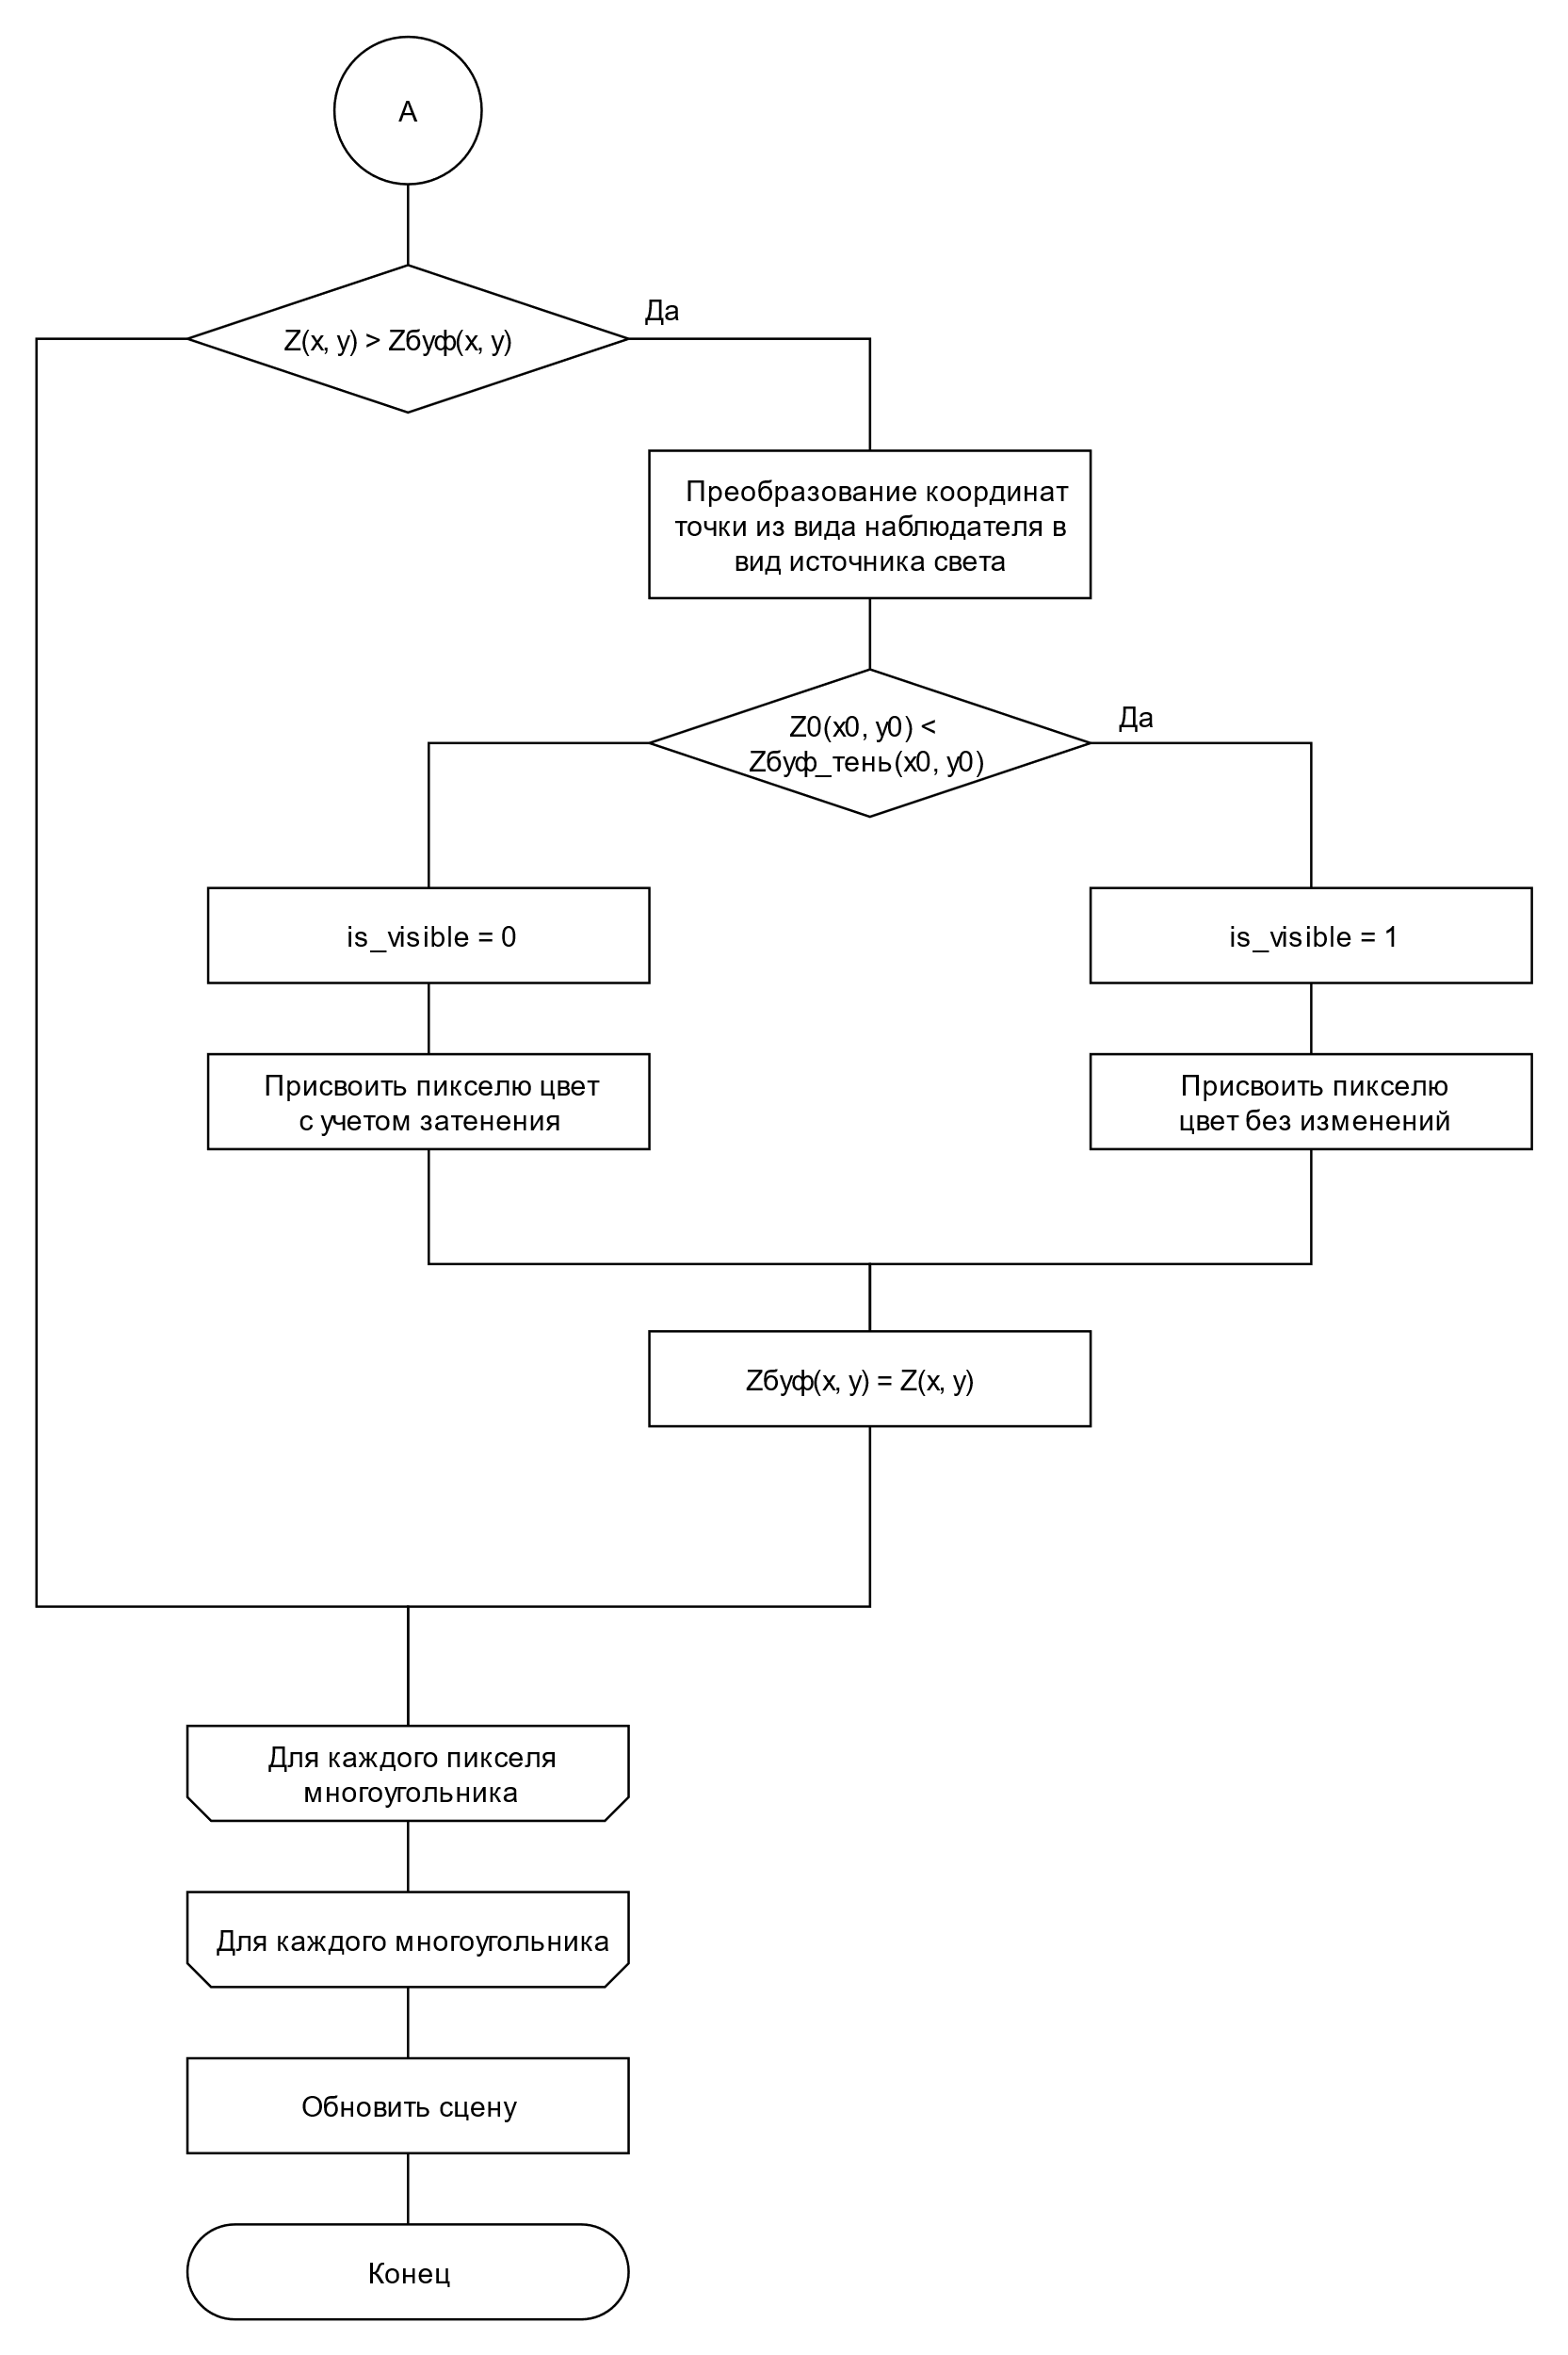 A
Z(x, y) > Zбуф(x, y)
Да
Преобразование координат
точки из вида наблюдателя в
вид источника света
Z0(x0, y0) <
Zбуф_тень(x0, y0)
Да
is_visible = 0
is_visible = 1
Присвоить пикселю цвет
с учетом затенения
Присвоить пикселю
цвет без изменений
Zбуф(x, y) = Z(x, y)
Для каждого пикселя
многоугольника
Для каждого многоугольника
Обновить сцену
Конец